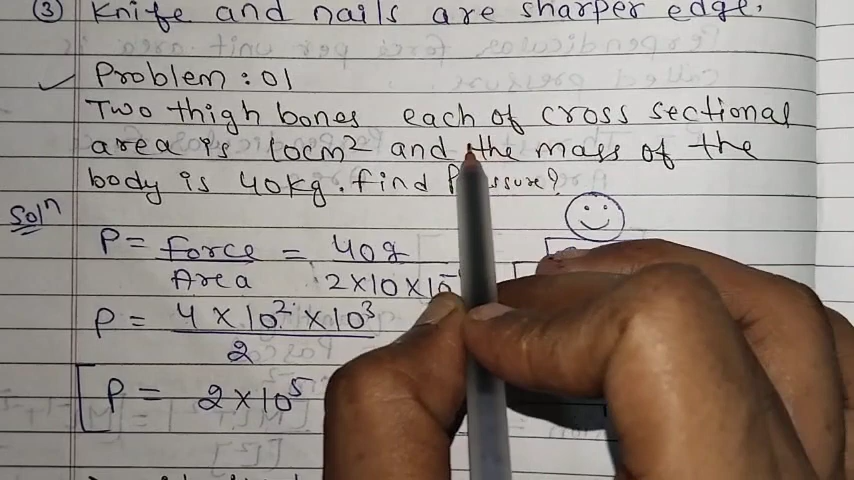 ③ Knife and nails are sharper edge.
Problem : 01
Two thigh bones each of cross sectional
area is 10cm² and the mass of the
body is 40kg. find
Solⁿ
P = Force/Area = 40g/2×10×10
P = 4×10²×10³/2
P = 2×10⁵